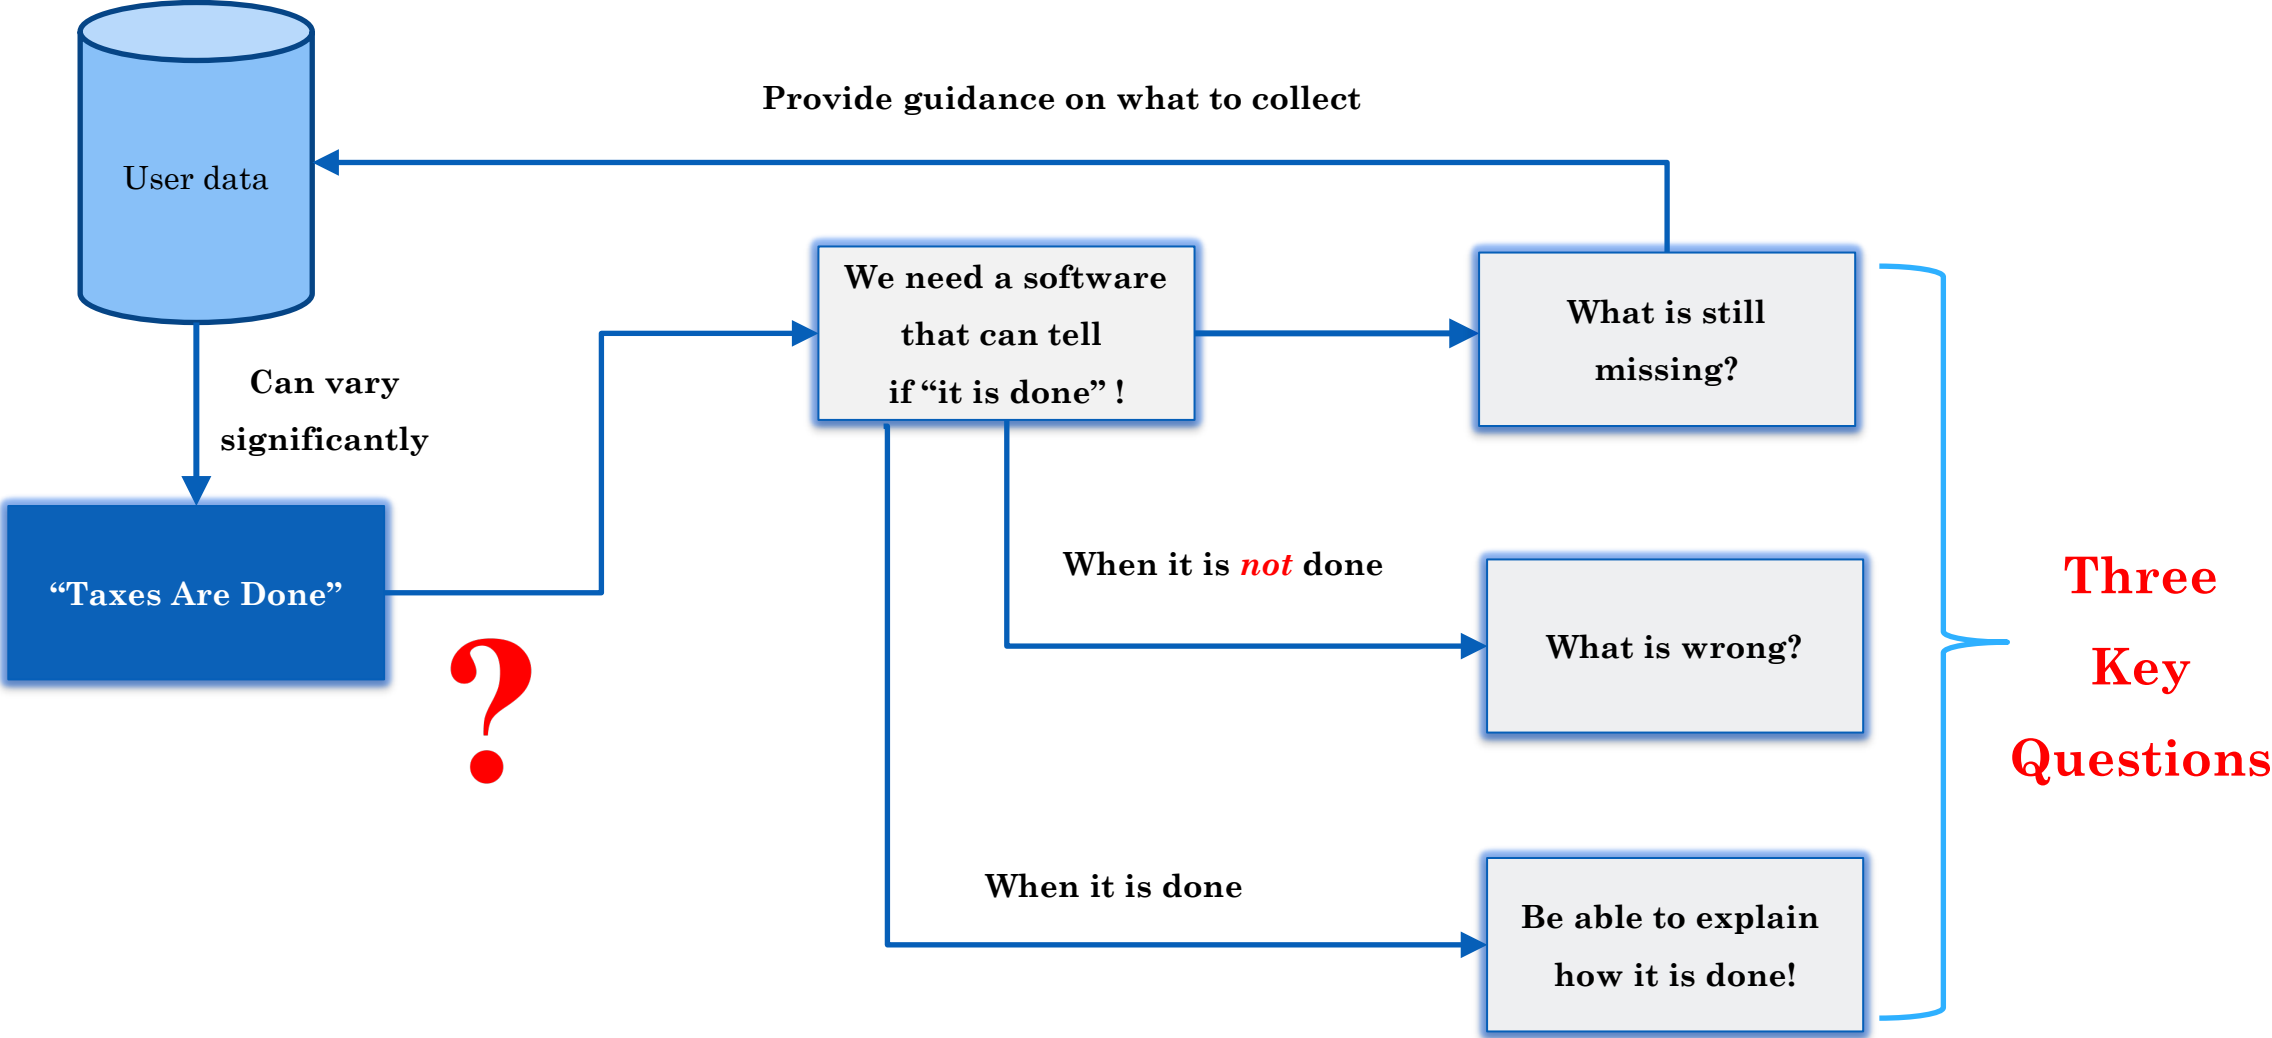 User data
Provide guidance on what to collect
Can vary
significantly
“Taxes Are Done”
?
We need a software
that can tell
if “it is done” !
What is still
missing?
When it is not done
What is wrong?
When it is done
Be able to explain
how it is done!
Three
Key
Questions